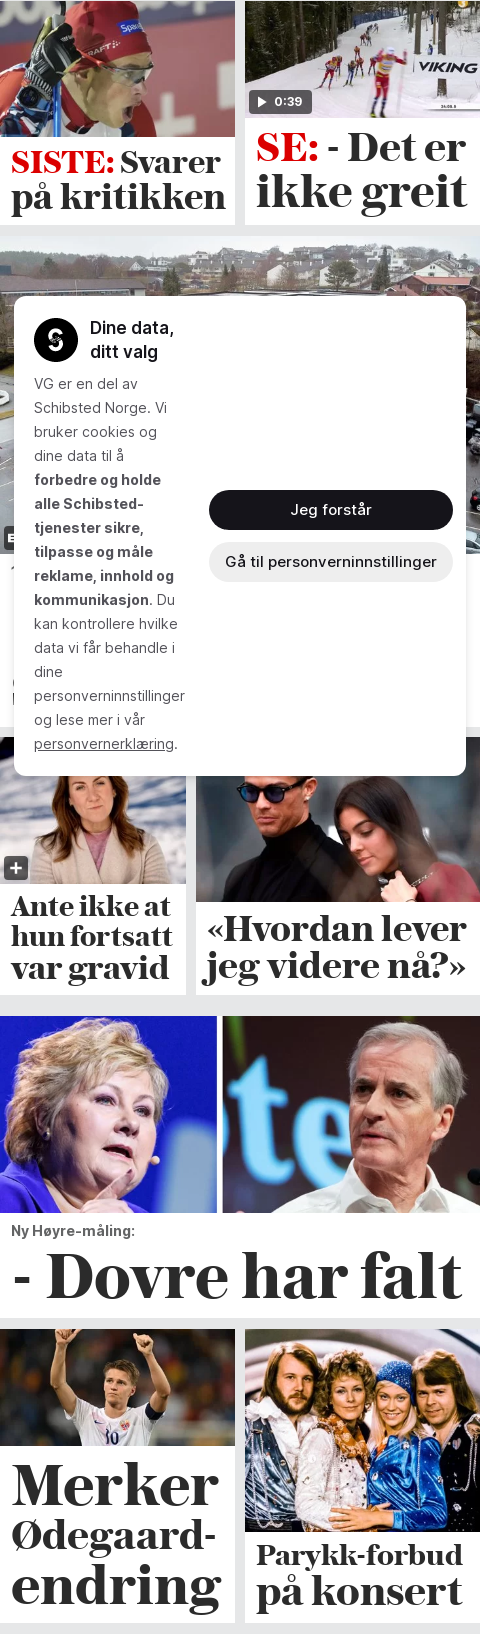 0:39
VIKING
SISTE: Svarer
på kritikken
SE: - Det er
ikke greit
Dine data,
ditt valg
VG er en del av
Schibsted Norge. Vi
bruker cookies og
dine data til å
forbedre og holde
alle Schibsted-
tjenester sikre,
tilpasse og måle
reklame, innhold og
kommunikasjon. Du
kan kontrollere hvilke
data vi får behandle i
dine
personverninnstillinger
og lese mer i vår
personvernerklæring.
Jeg forstår
Gå til personverninnstillinger
Ante ikke at
hun fortsatt
var gravid
«Hvordan lever
jeg videre nå?»
Ny Høyre-måling:
- Dovre har falt
10
Merker
Ødegaard-
endring
Parykk-forbud
på konsert